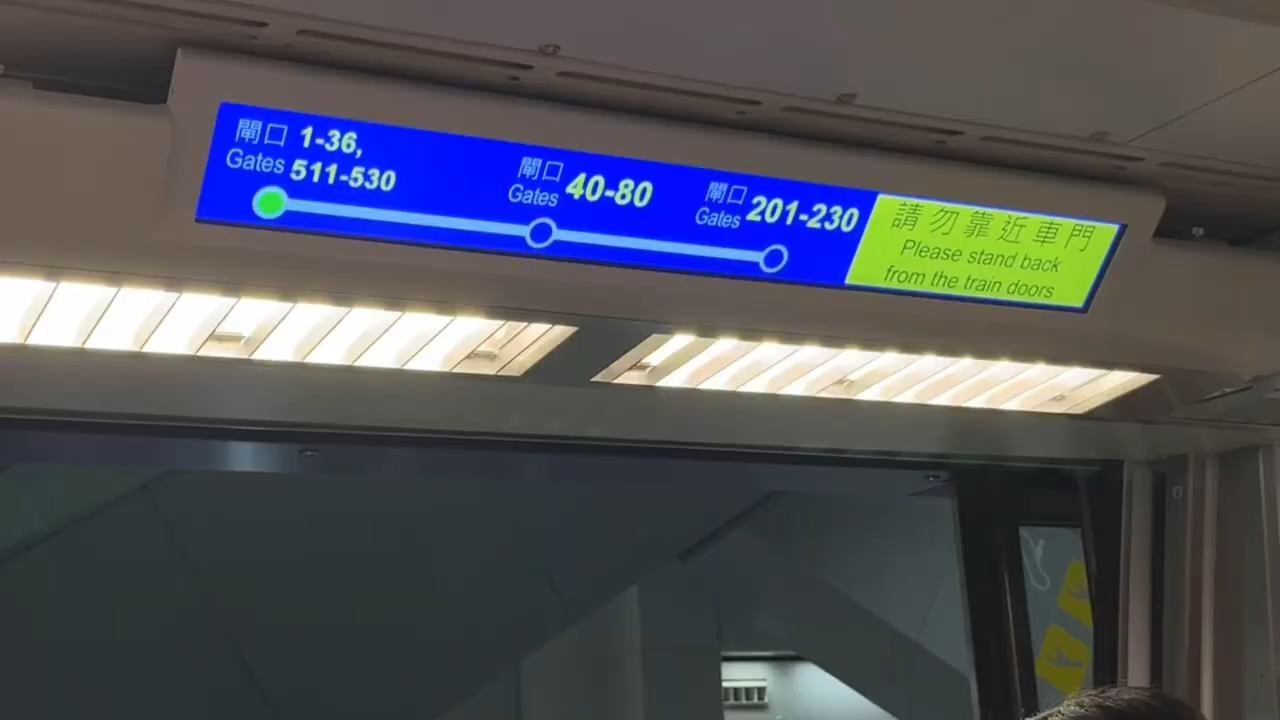 閘口 1-36,
Gates 511-530
閘口
Gates 40-80
閘口
Gates 201-230
請勿靠近車門
Please stand back
from the train doors